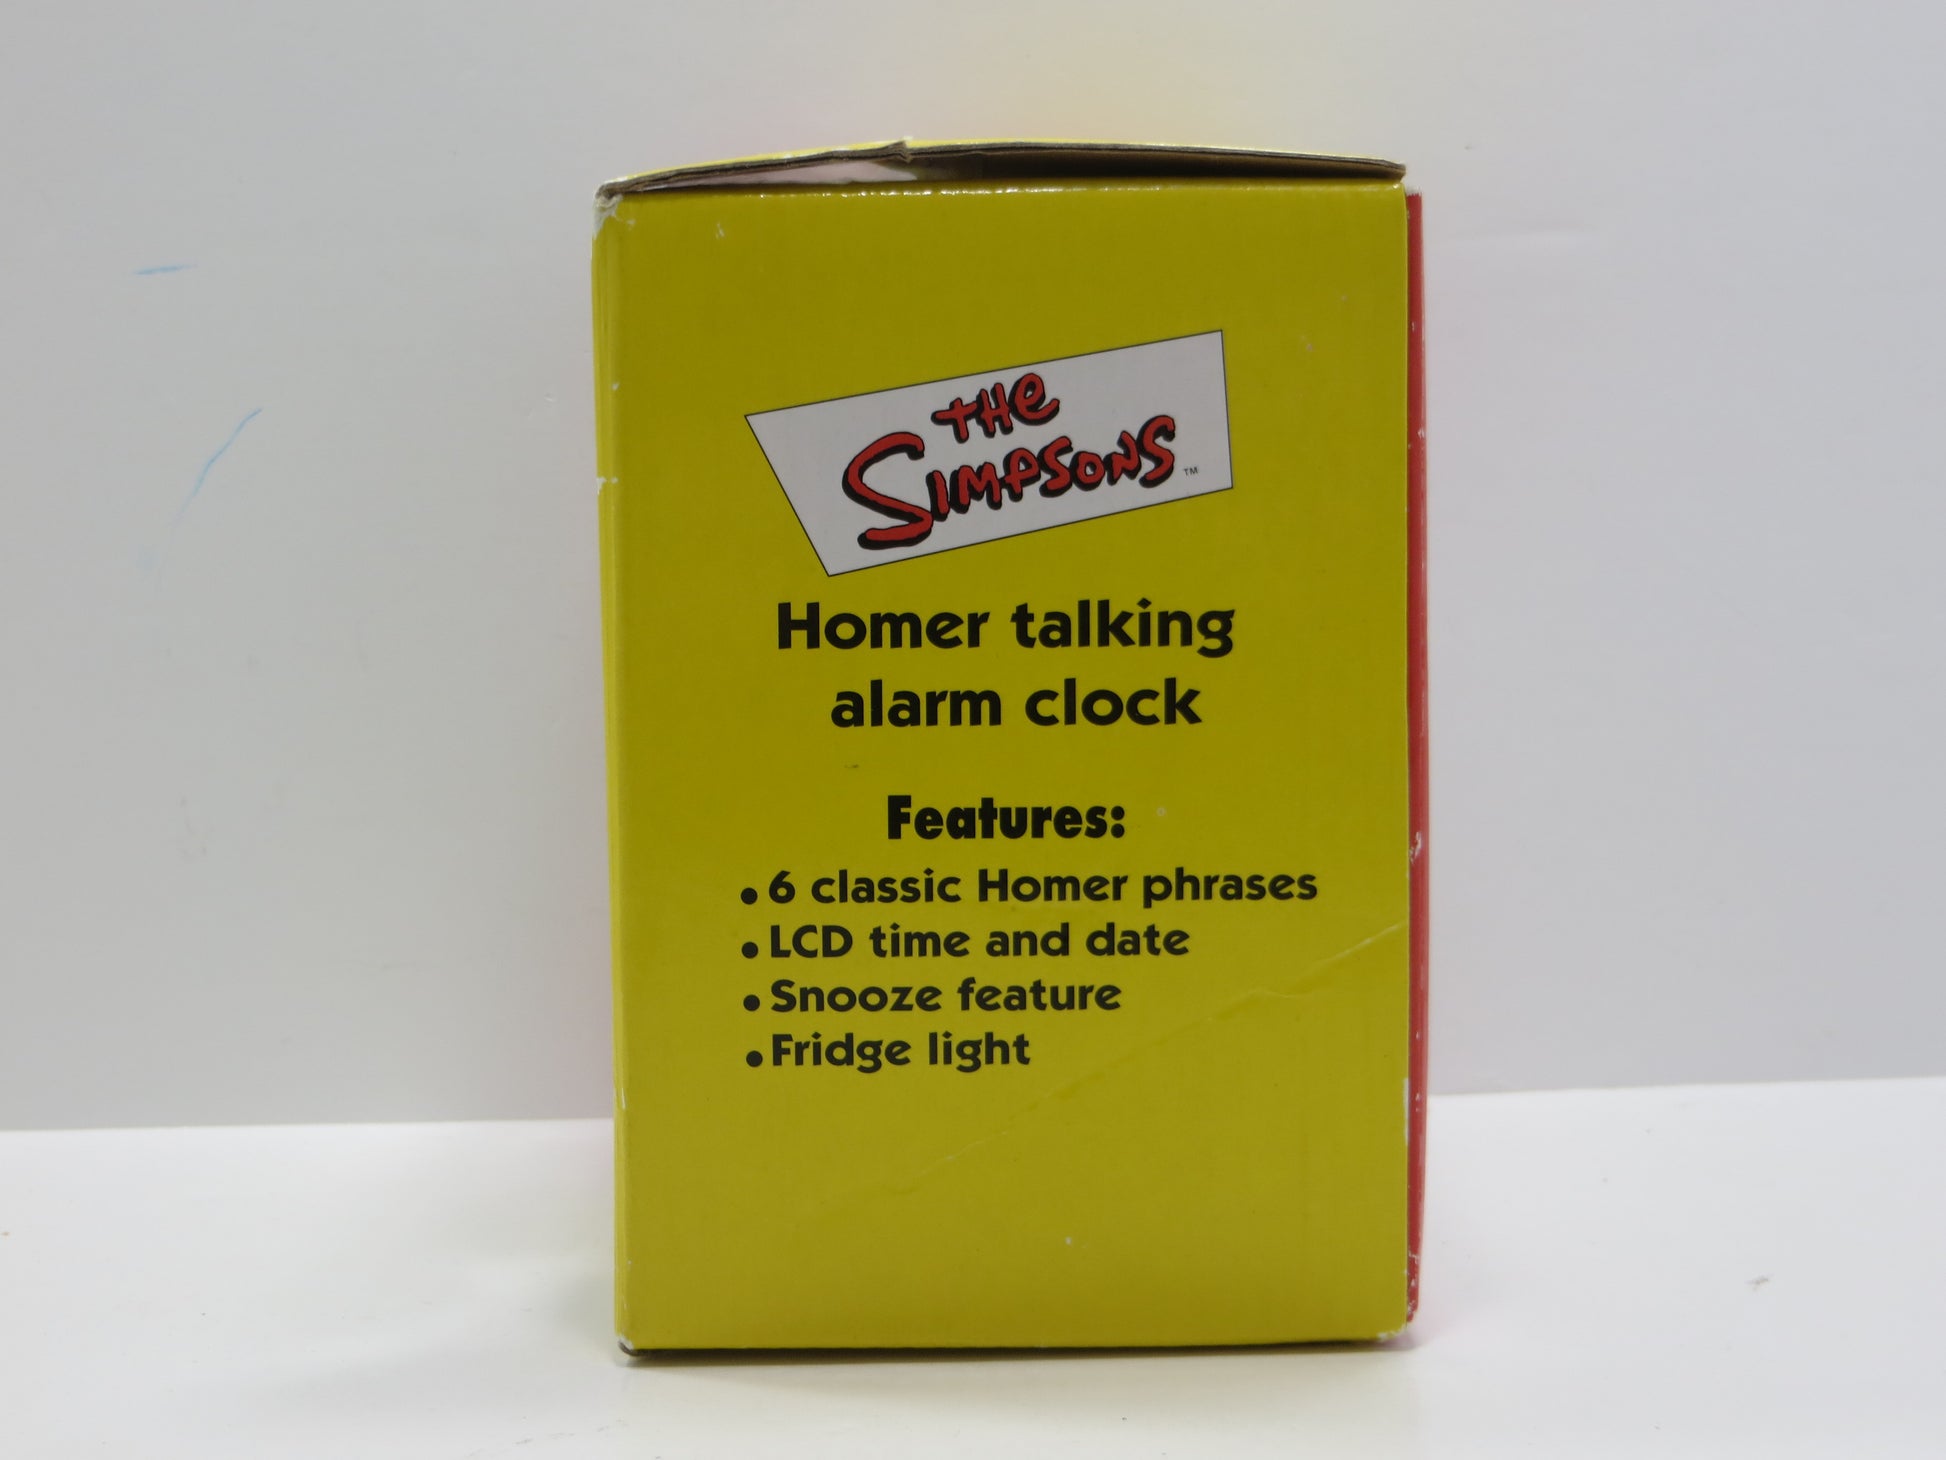 THE
SIMPSONS ™
Homer talking
alarm clock
Features:
• 6 classic Homer phrases
• LCD time and date
• Snooze feature
• Fridge light